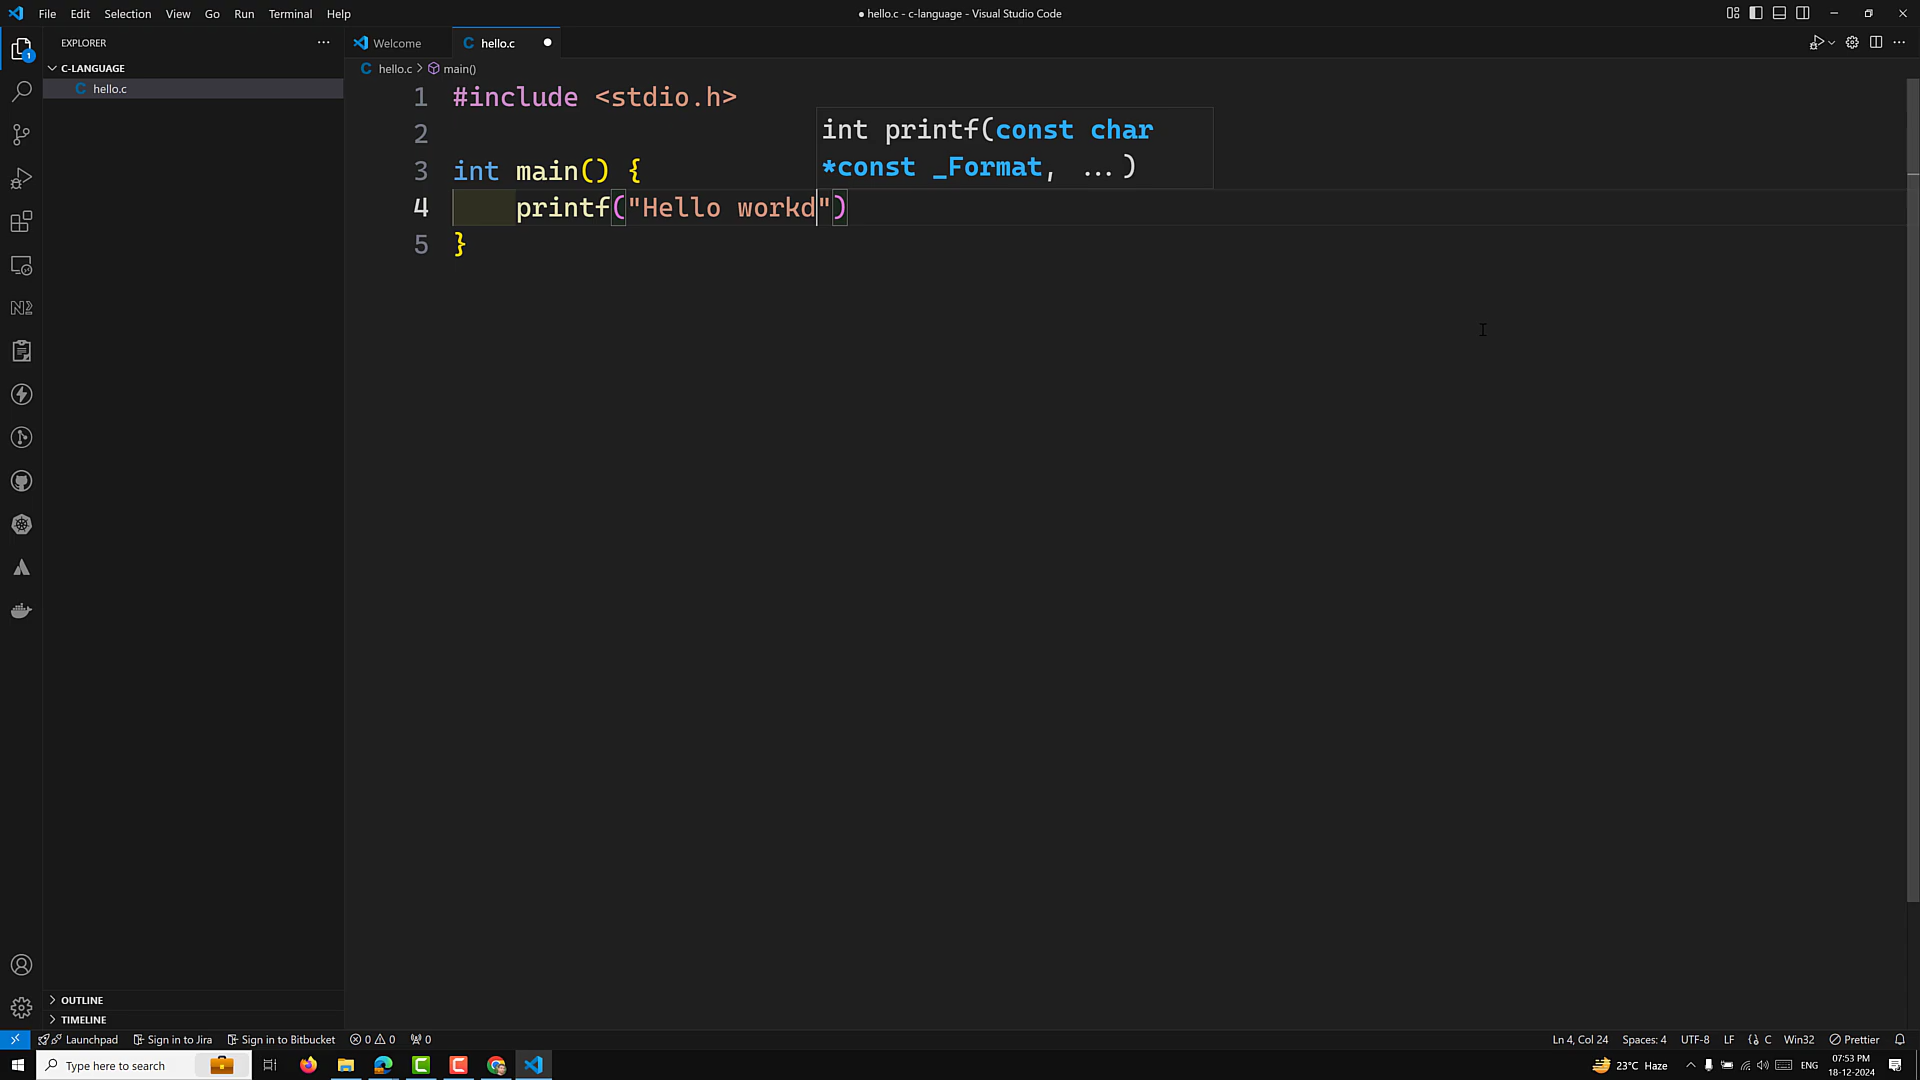 File Edit Selection View Go Run Terminal Help
● hello.c - c-language - Visual Studio Code
EXPLORER
Welcome
C hello.c
C-LANGUAGE
C hello.c > main()
C hello.c
1 #include <stdio.h>
int printf(const char
*const _Format, ...)
2
3 int main() {
4 printf("Hello workd")
5 }
OUTLINE
TIMELINE
Launchpad Sign in to Jira Sign in to Bitbucket 0 0 0
Ln 4, Col 24 Spaces: 4 UTF-8 LF {} C Win32 Prettier
Type here to search
23°C Haze
ENG
07:53 PM
18-12-2024